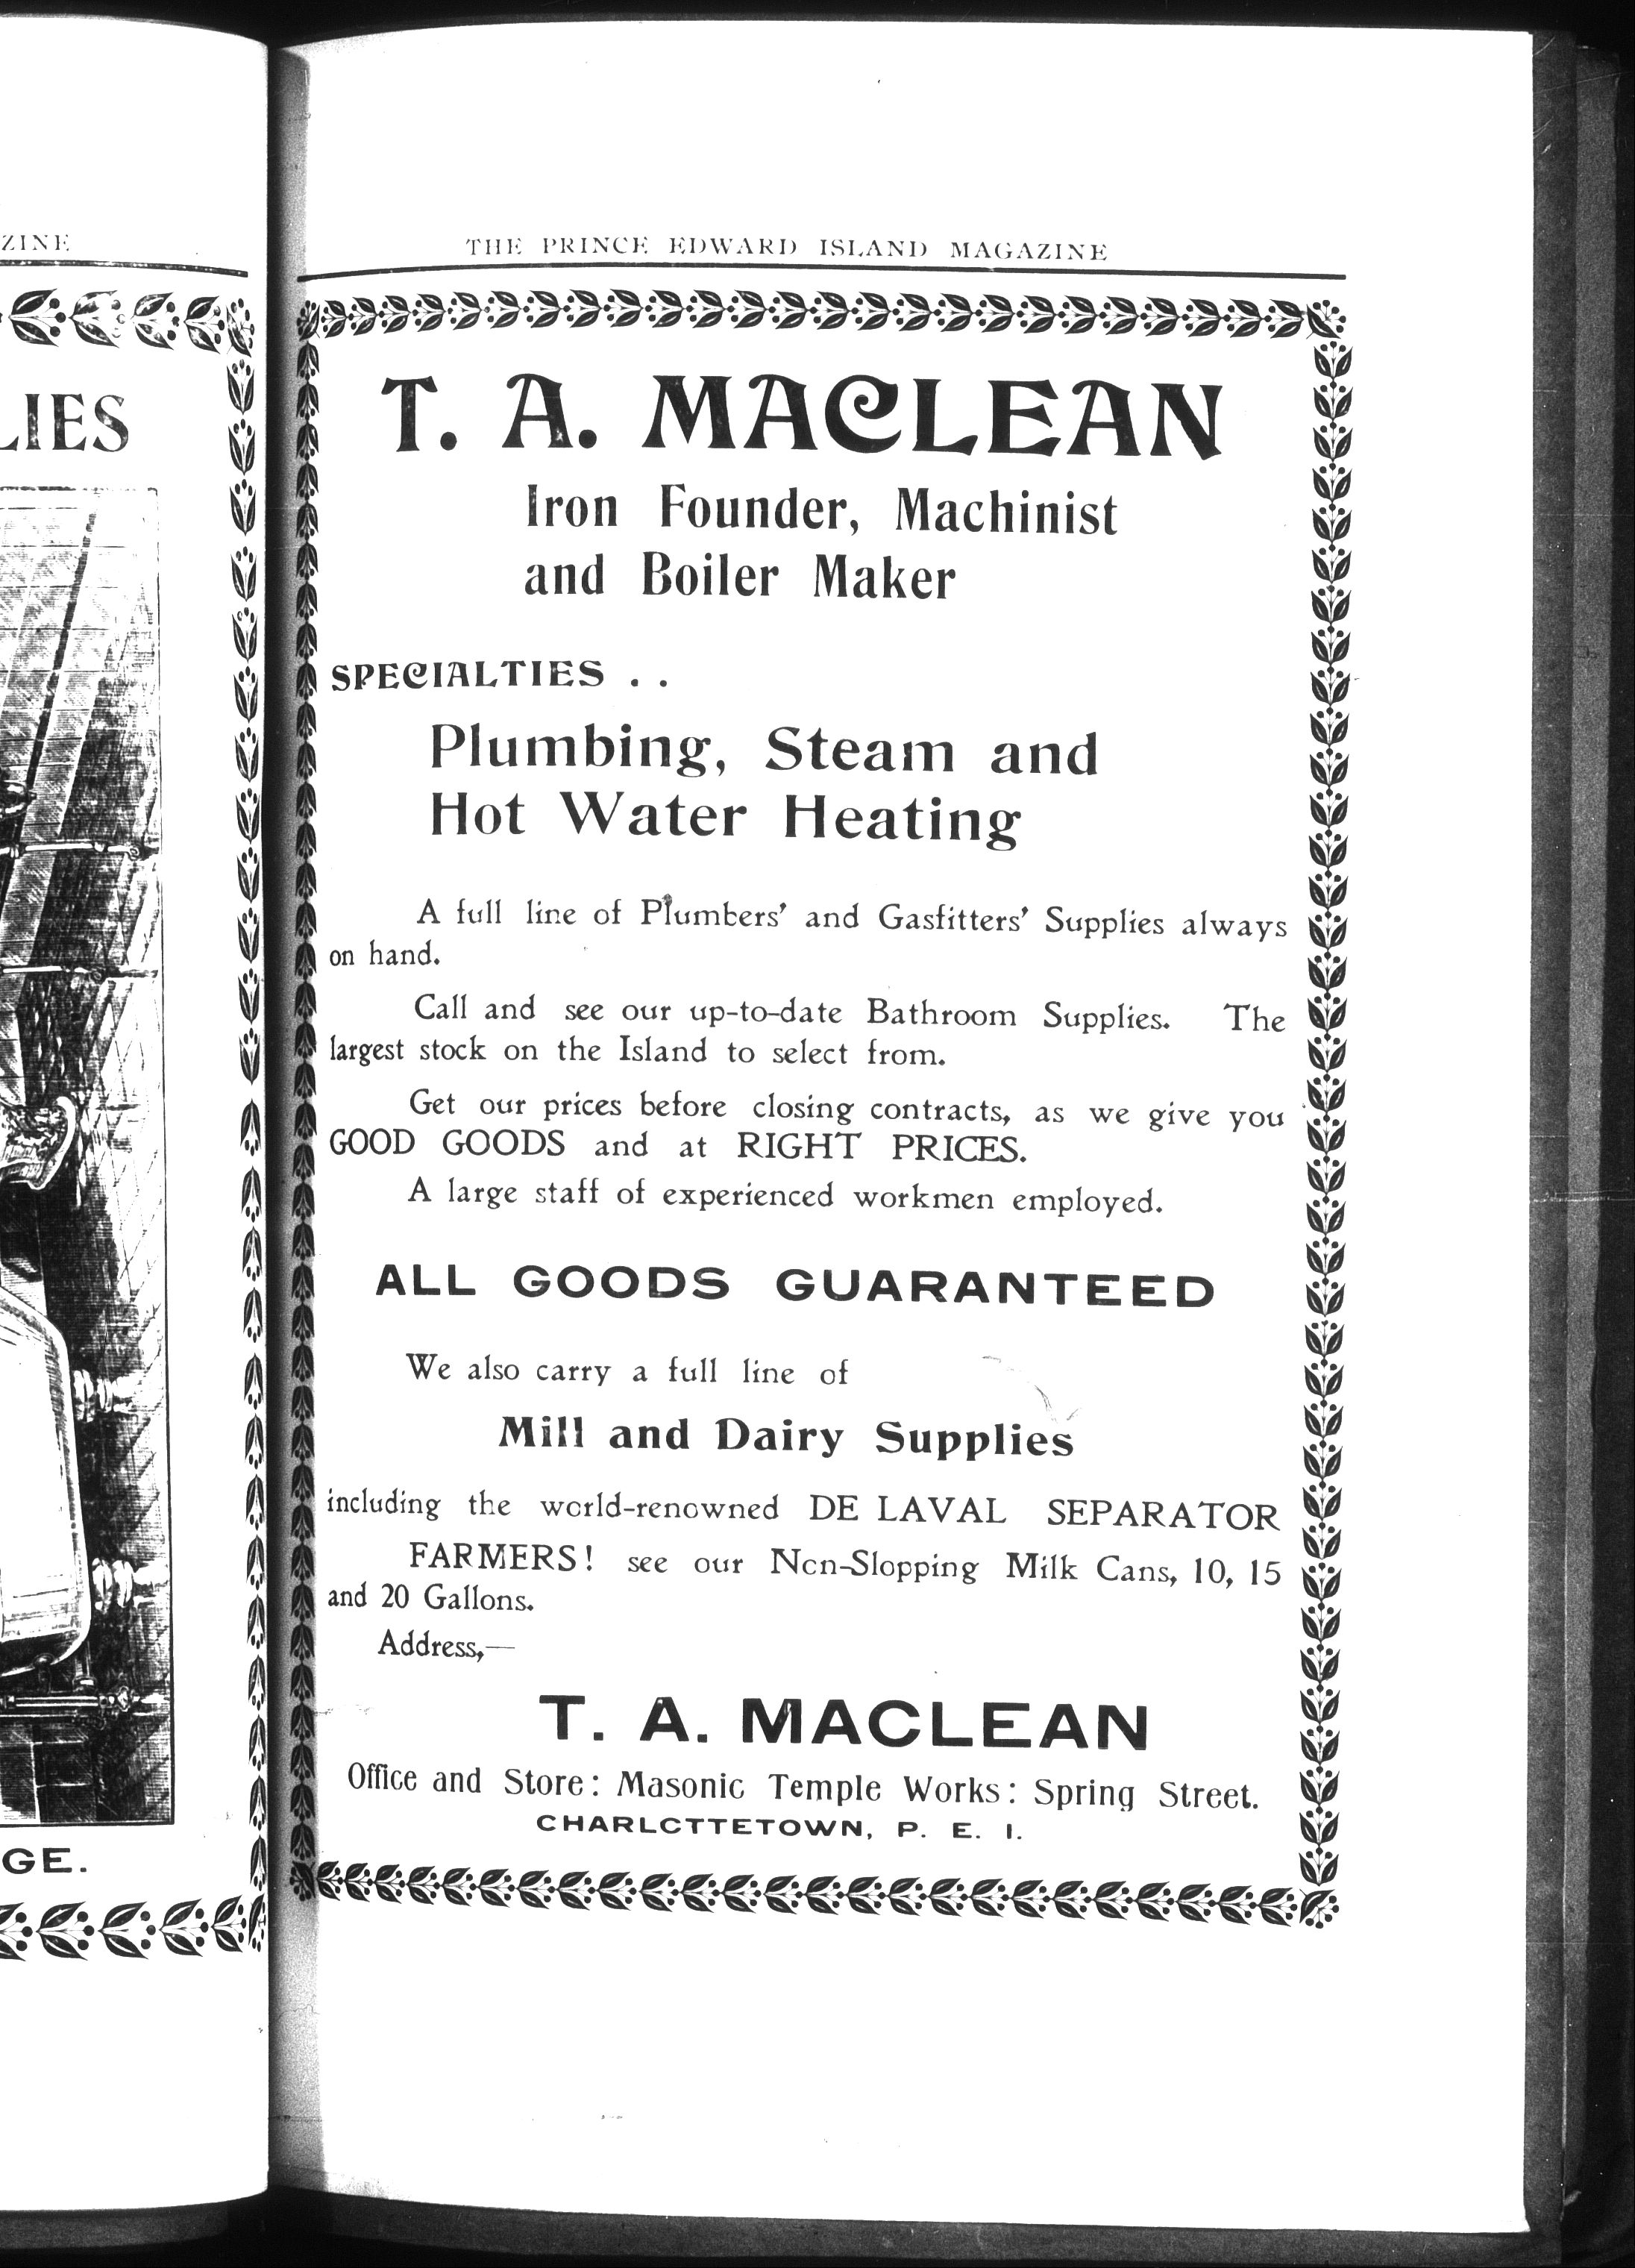 ZINE
LIES
GE.
THE PRINCE EDWARD ISLAND MAGAZINE
T. A. MACLEAN
Iron Founder, Machinist
and Boiler Maker
SPECIALTIES . .
Plumbing, Steam and
Hot Water Heating
A full line of Plumbers' and Gasfitters' Supplies always
on hand.
Call and see our up-to-date Bathroom Supplies. The
largest stock on the Island to select from.
Get our prices before closing contracts, as we give you
GOOD GOODS and at RIGHT PRICES.
A large staff of experienced workmen employed.
ALL GOODS GUARANTEED
We also carry a full line of
Mill and Dairy Supplies
including the world-renowned DE LAVAL SEPARATOR
FARMERS! see our Non-Slopping Milk Cans, 10, 15
and 20 Gallons.
Address,—
T. A. MACLEAN
Office and Store: Masonic Temple Works: Spring Street.
CHARLOTTETOWN, P. E. I.